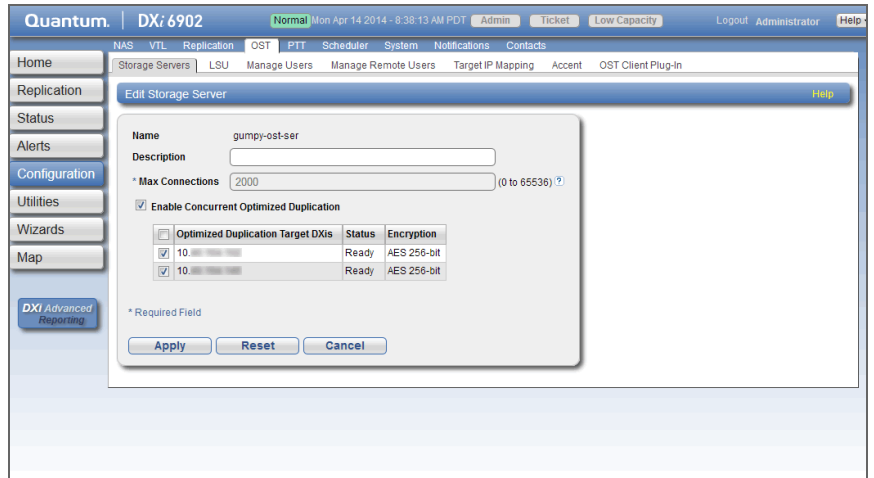 Quantum. DXi 6902 Normal Mon Apr 14 2014 - 8:38:13 AM PDT Admin Ticket Low Capacity Logout Administrator Help
NAS VTL Replication OST PTT Scheduler System Notifications Contacts
Storage Servers LSU Manage Users Manage Remote Users Target IP Mapping Accent OST Client Plug-In
Home
Replication
Status
Alerts
Configuration
Utilities
Wizards
Map
DXi Advanced
Reporting
Edit Storage Server Help
Name gumpy-ost-ser
Description
* Max Connections 2000 (0 to 65536) ?
Enable Concurrent Optimized Duplication
Optimized Duplication Target DXis Status Encryption
10. Ready AES 256-bit
10. Ready AES 256-bit
* Required Field
Apply Reset Cancel